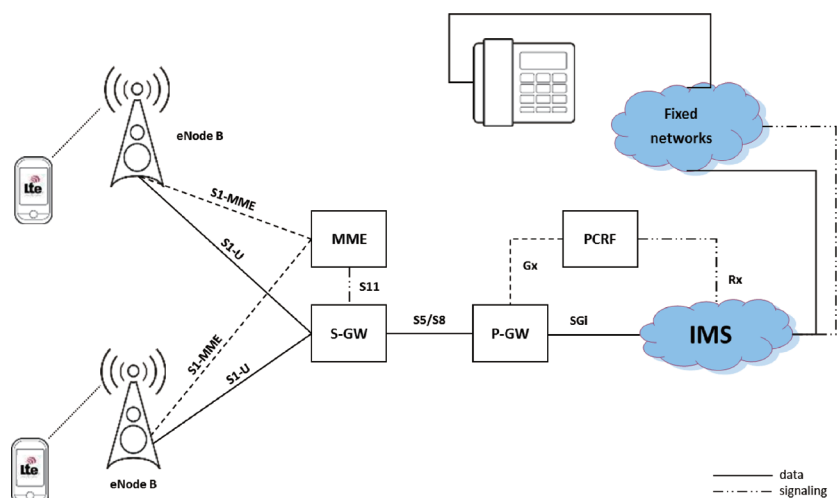 eNode B
Fixed
networks
Lte
S1-MME
MME
PCRF
S1-U
Gx
S11
Rx
S-GW
S5/S8
P-GW
SGi
IMS
S1-MME
S1-U
Lte
eNode B
data
signaling